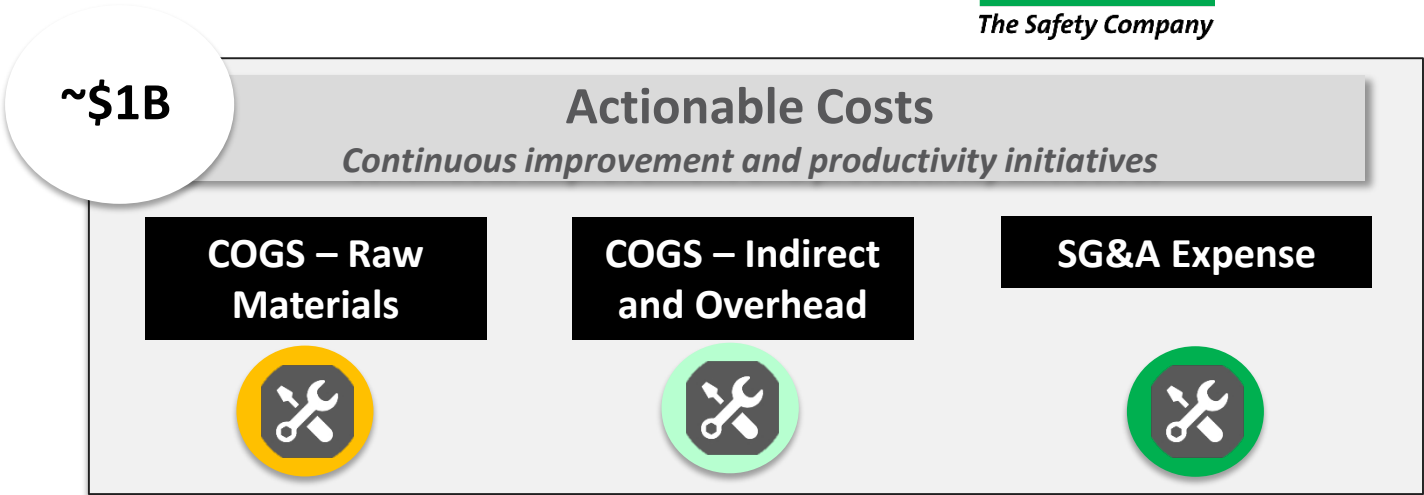 The Safety Company
~$1B
Actionable Costs
Continuous improvement and productivity initiatives
COGS – Raw
Materials
COGS – Indirect
and Overhead
SG&A Expense